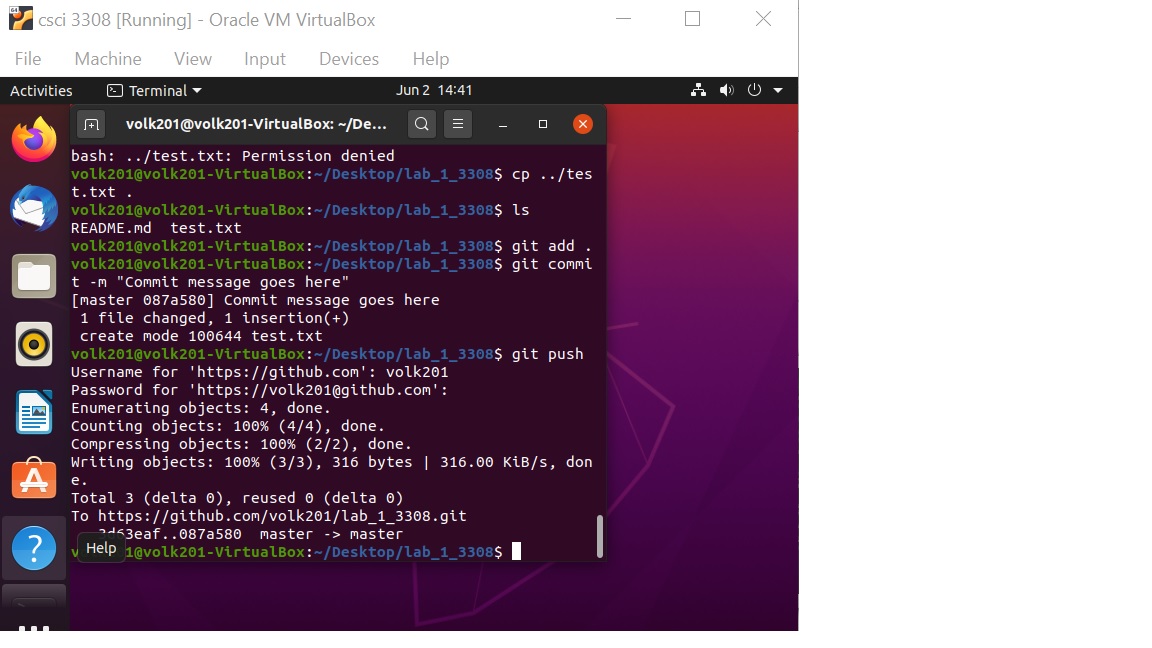 csci 3308 [Running] - Oracle VM VirtualBox
File Machine View Input Devices Help
Activities Terminal Jun 2 14:41
volk201@volk201-VirtualBox: ~/De...
bash: ../test.txt: Permission denied
volk201@volk201-VirtualBox:~/Desktop/lab_1_3308$ cp ../tes
t.txt .
volk201@volk201-VirtualBox:~/Desktop/lab_1_3308$ ls
README.md  test.txt
volk201@volk201-VirtualBox:~/Desktop/lab_1_3308$ git add .
volk201@volk201-VirtualBox:~/Desktop/lab_1_3308$ git commi
t -m "Commit message goes here"
[master 087a580] Commit message goes here
 1 file changed, 1 insertion(+)
 create mode 100644 test.txt
volk201@volk201-VirtualBox:~/Desktop/lab_1_3308$ git push
Username for 'https://github.com': volk201
Password for 'https://volk201@github.com':
Enumerating objects: 4, done.
Counting objects: 100% (4/4), done.
Compressing objects: 100% (2/2), done.
Writing objects: 100% (3/3), 316 bytes | 316.00 KiB/s, don
e.
Total 3 (delta 0), reused 0 (delta 0)
To https://github.com/volk201/lab_1_3308.git
3d63eaf..087a580  master -> master
1@volk201-VirtualBox:~/Desktop/lab_1_3308$
Help